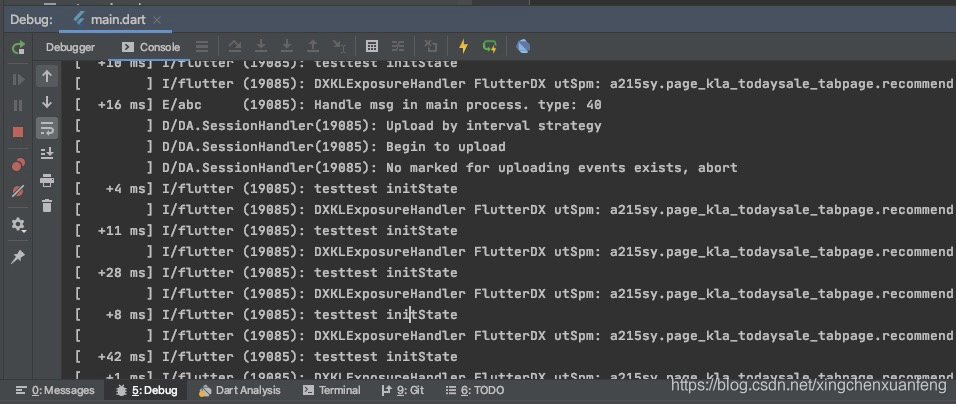 Debug: main.dart ×
Debugger Console
[ +10 ms] I/flutter (19085): testtest initState
[ ] I/flutter (19085): DXKLExposureHandler FlutterDX utSpm: a215sy.page_kla_todaysale_tabpage.recommend
[ +16 ms] E/abc (19085): Handle msg in main process. type: 40
[ ] D/DA.SessionHandler(19085): Upload by interval strategy
[ ] D/DA.SessionHandler(19085): Begin to upload
[ ] D/DA.SessionHandler(19085): No marked for uploading events exists, abort
[ +4 ms] I/flutter (19085): testtest initState
[ ] I/flutter (19085): DXKLExposureHandler FlutterDX utSpm: a215sy.page_kla_todaysale_tabpage.recommend
[ +11 ms] I/flutter (19085): testtest initState
[ ] I/flutter (19085): DXKLExposureHandler FlutterDX utSpm: a215sy.page_kla_todaysale_tabpage.recommend
[ +28 ms] I/flutter (19085): testtest initState
[ ] I/flutter (19085): DXKLExposureHandler FlutterDX utSpm: a215sy.page_kla_todaysale_tabpage.recommend
[ +8 ms] I/flutter (19085): testtest initState
[ ] I/flutter (19085): DXKLExposureHandler FlutterDX utSpm: a215sy.page_kla_todaysale_tabpage.recommend
[ +42 ms] I/flutter (19085): testtest initState
[ +1 ms] I/flutter (19085): DXKLExposureHandler FlutterDX utSpm: a215sy.page_kla_todaysale_tabpage.recommend
0: Messages 5: Debug Dart Analysis Terminal 9: Git 6: TODO
https://blog.csdn.net/xingchenxuanfeng